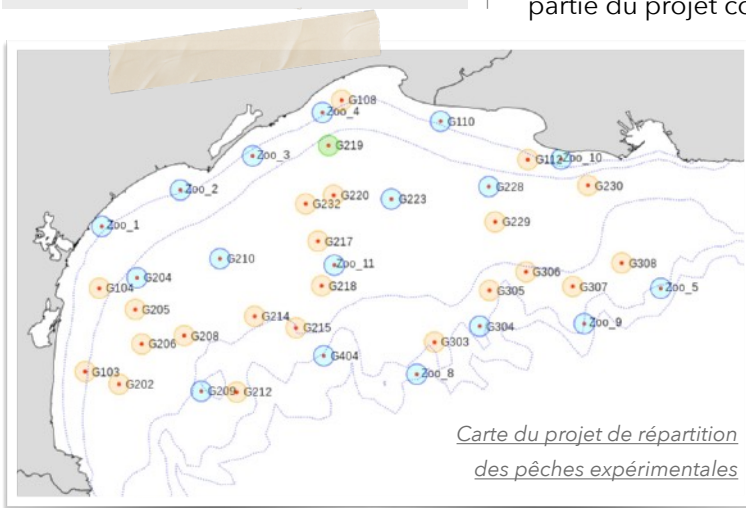 partie du projet co
G108
Zoo_4
G110
G219
Zoo_3
G112
Zoo_10
Zoo_2
G220
G232
G223
G228
G230
Zoo_1
G229
G217
G210
Zoo_11
G308
G204
G306
G104
G218
G305
G307
Zoo_5
G205
G214
G215
G304
Zoo_9
G206
G208
G303
G404
G103
Zoo_8
G202
G209
G212
Carte du projet de répartition
des pêches expérimentales